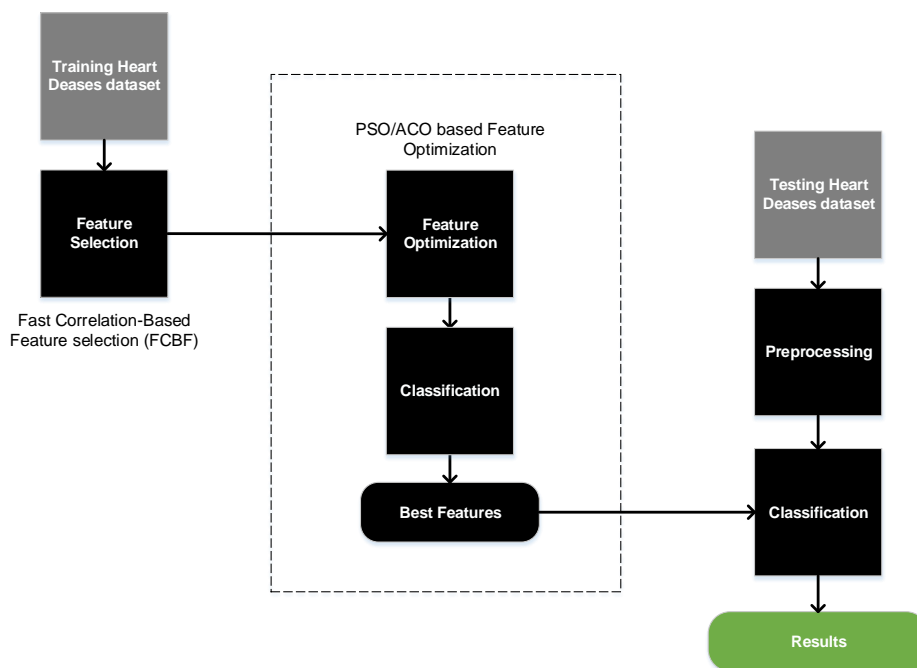 Training Heart
Deases dataset
Feature
Selection
Fast Correlation-Based
Feature selection (FCBF)
PSO/ACO based Feature
Optimization
Feature
Optimization
Classification
Best Features
Testing Heart
Deases dataset
Preprocessing
Classification
Results